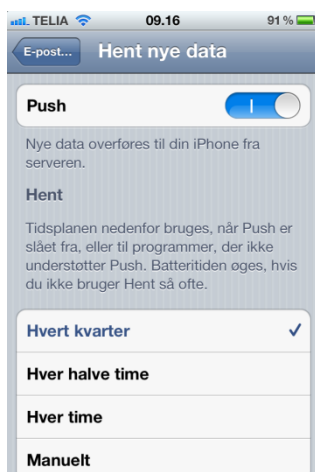 TELIA 09.16 91 %
E-post... Hent nye data
Push
Nye data overføres til din iPhone fra
serveren.
Hent
Tidsplanen nedenfor bruges, når Push er
slået fra, eller til programmer, der ikke
understøtter Push. Batteritiden øges, hvis
du ikke bruger Hent så ofte.
Hvert kvarter
Hver halve time
Hver time
Manuelt